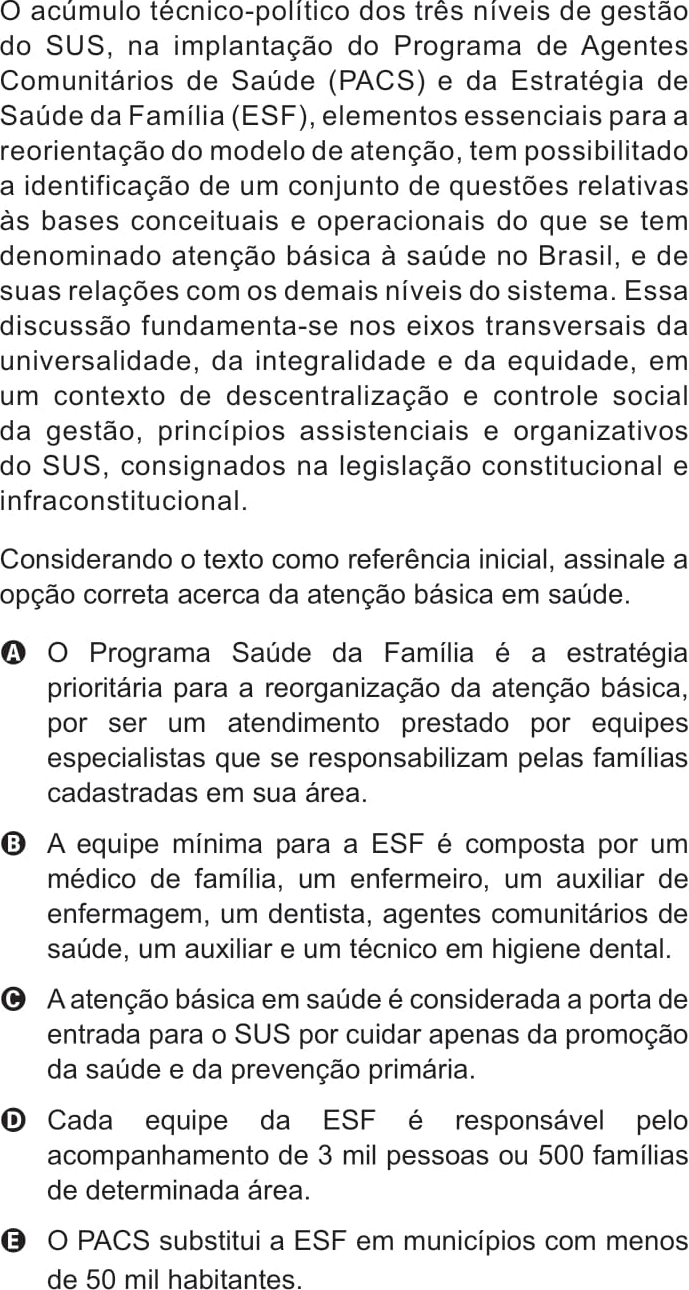 O acúmulo técnico-político dos três níveis de gestão
do SUS, na implantação do Programa de Agentes
Comunitários de Saúde (PACS) e da Estratégia de
Saúde da Família (ESF), elementos essenciais para a
reorientação do modelo de atenção, tem possibilitado
a identificação de um conjunto de questões relativas
às bases conceituais e operacionais do que se tem
denominado atenção básica à saúde no Brasil, e de
suas relações com os demais níveis do sistema. Essa
discussão fundamenta-se nos eixos transversais da
universalidade, da integralidade e da equidade, em
um contexto de descentralização e controle social
da gestão, princípios assistenciais e organizativos
do SUS, consignados na legislação constitucional e
infraconstitucional.
Considerando o texto como referência inicial, assinale a
opção correta acerca da atenção básica em saúde.
A O Programa Saúde da Família é a estratégia
prioritária para a reorganização da atenção básica,
por ser um atendimento prestado por equipes
especialistas que se responsabilizam pelas famílias
cadastradas em sua área.
B A equipe mínima para a ESF é composta por um
médico de família, um enfermeiro, um auxiliar de
enfermagem, um dentista, agentes comunitários de
saúde, um auxiliar e um técnico em higiene dental.
C A atenção básica em saúde é considerada a porta de
entrada para o SUS por cuidar apenas da promoção
da saúde e da prevenção primária.
D Cada equipe da ESF é responsável pelo
acompanhamento de 3 mil pessoas ou 500 famílias
de determinada área.
E O PACS substitui a ESF em municípios com menos
de 50 mil habitantes.